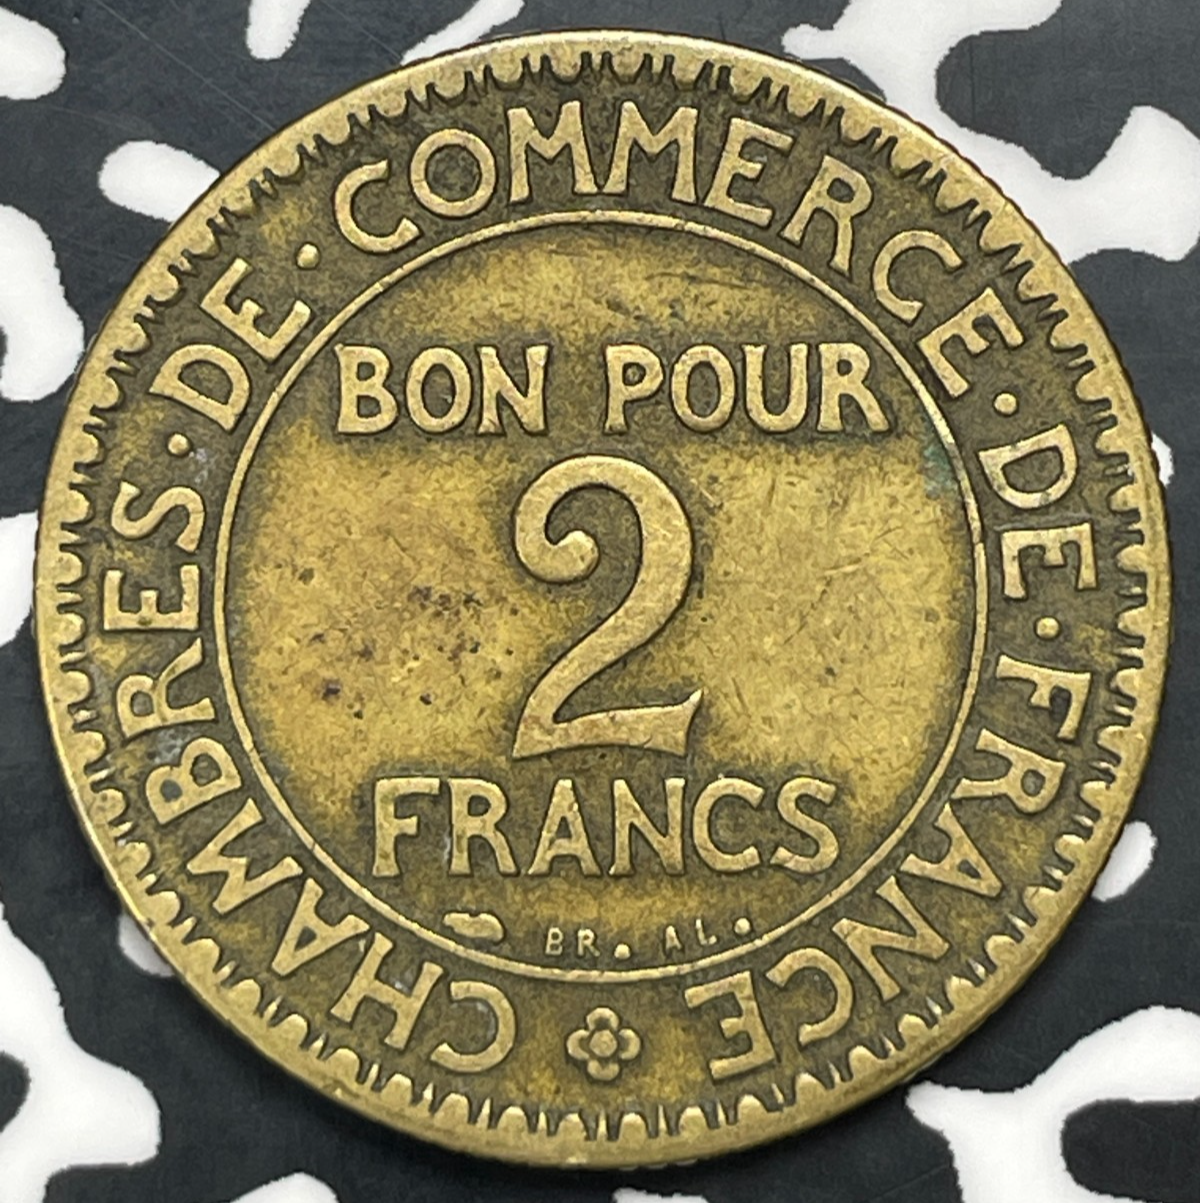 CHAMBRES · DE · COMMERCE · DE · FRANCE
BON POUR
2
FRANCS
BR. AL.